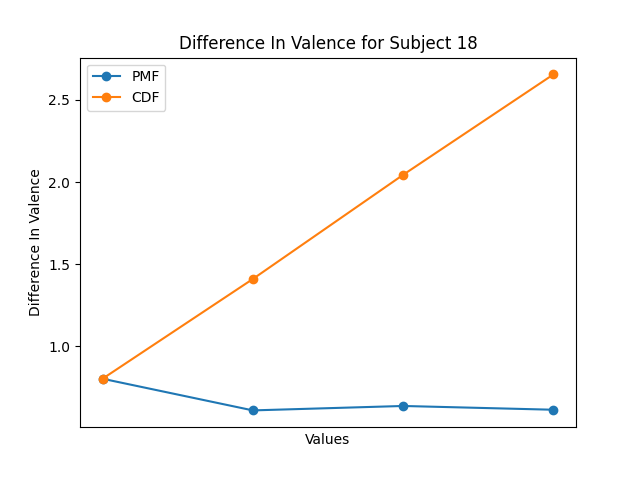 Difference In Valence for Subject 18
PMF
CDF
2.5
2.0
1.5
1.0
Difference In Valence
Values